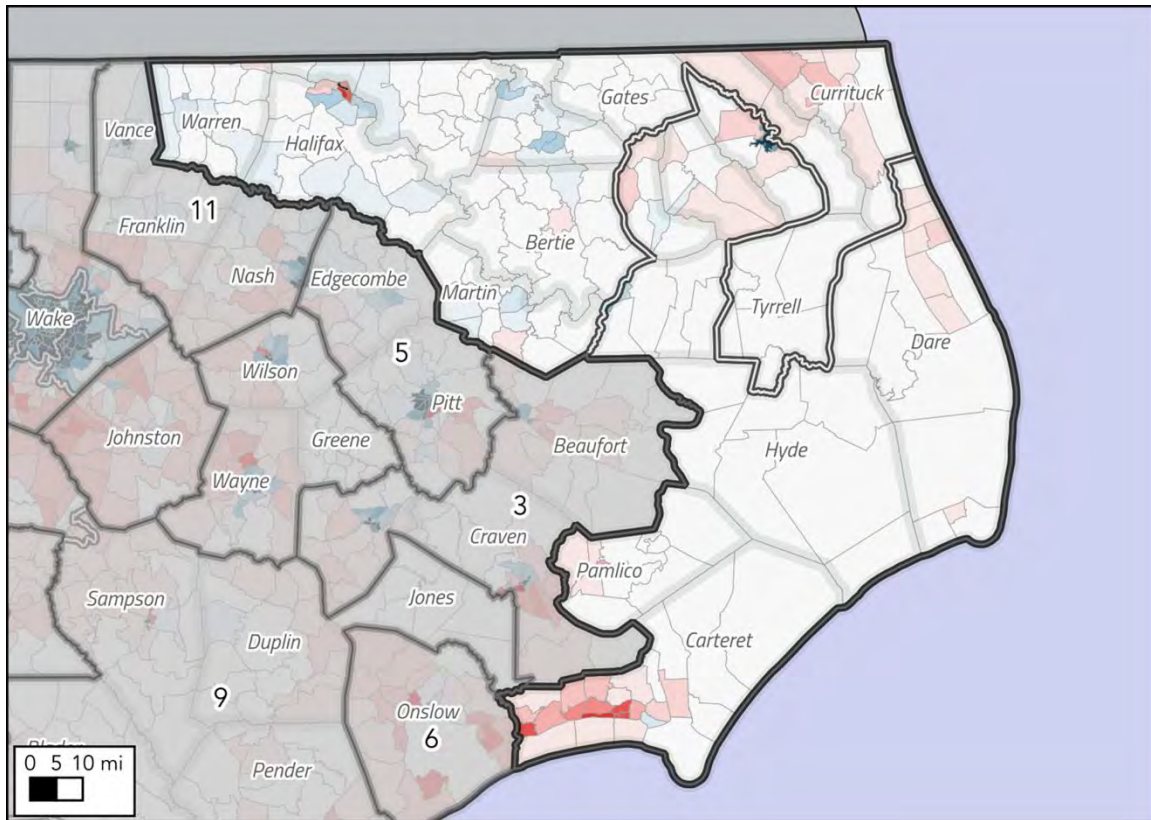 Gates
Currituck
Vance
Warren
Halifax
11
Franklin
Bertie
Nash
Edgecombe
Martin
Tyrrell
Wake
Dare
5
Wilson
Pitt
Johnston
Greene
Beaufort
Hyde
Wayne
3
Craven
Pamlico
Sampson
Jones
Duplin
Carteret
9
Onslow
6
0 5 10 mi
Pender